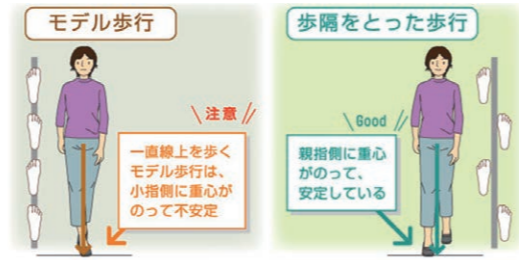 モデル歩行
注意
一直線上を歩く
モデル歩行は、
小指側に重心が
のって不安定
歩隔をとった歩行
Good
親指側に重心
がのって、
安定している